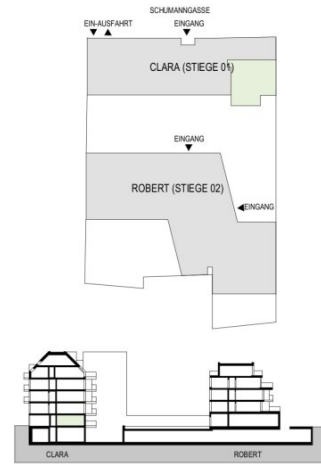 SCHUMANNGASSE
EIN-AUSFAHRT EINGANG
CLARA (STIEGE 01)
EINGANG
ROBERT (STIEGE 02)
EINGANG
CLARA ROBERT